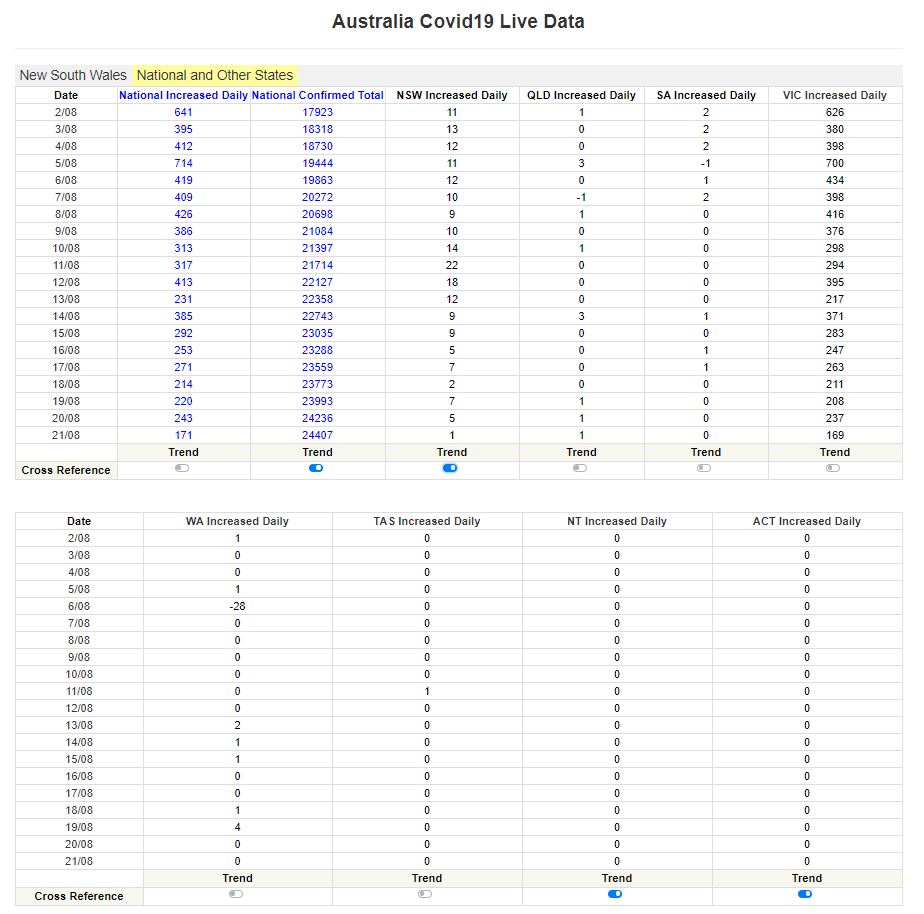 Australia Covid19 Live Data
New South Wales National and Other States
Date National Increased Daily National Confirmed Total NSW Increased Daily QLD Increased Daily SA Increased Daily VIC Increased Daily
2/08 641 17923 11 1 2 626
3/08 395 18318 13 0 2 380
4/08 412 18730 12 0 2 398
5/08 714 19444 11 3 -1 700
6/08 419 19863 12 0 1 434
7/08 409 20272 10 -1 2 398
8/08 426 20698 9 1 0 416
9/08 386 21084 10 0 0 376
10/08 313 21397 14 1 0 298
11/08 317 21714 22 0 0 294
12/08 413 22127 18 0 0 395
13/08 231 22358 12 0 0 217
14/08 385 22743 9 3 1 371
15/08 292 23035 9 0 0 283
16/08 253 23288 5 0 1 247
17/08 271 23559 7 0 1 263
18/08 214 23773 2 0 0 211
19/08 220 23993 7 1 0 208
20/08 243 24236 5 1 0 237
21/08 171 24407 1 1 0 169
Trend Trend Trend Trend Trend Trend
Cross Reference
Date WA Increased Daily TAS Increased Daily NT Increased Daily ACT Increased Daily
2/08 1 0 0 0
3/08 0 0 0 0
4/08 0 0 0 0
5/08 1 0 0 0
6/08 -28 0 0 0
7/08 0 0 0 0
8/08 0 0 0 0
9/08 0 0 0 0
10/08 0 0 0 0
11/08 0 1 0 0
12/08 0 0 0 0
13/08 2 0 0 0
14/08 1 0 0 0
15/08 1 0 0 0
16/08 0 0 0 0
17/08 0 0 0 0
18/08 1 0 0 0
19/08 4 0 0 0
20/08 0 0 0 0
21/08 0 0 0 0
Trend Trend Trend Trend
Cross Reference